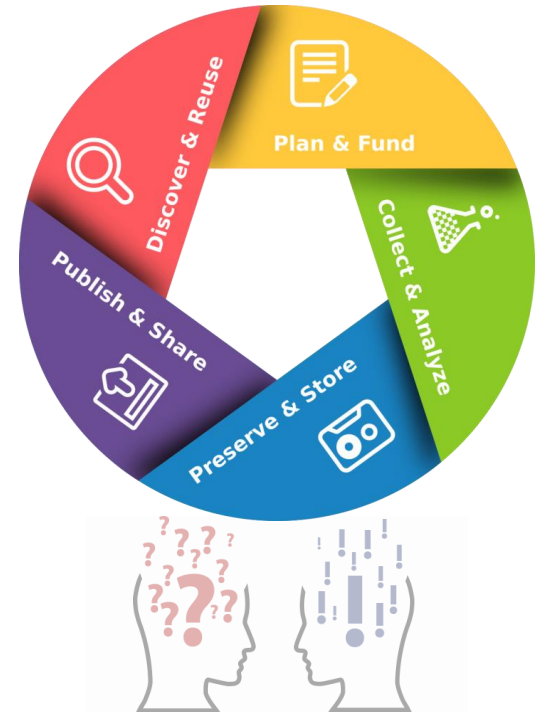 Plan & Fund
Collect & Analyze
Preserve & Store
Publish & Share
Discover & Reuse
? ? ? ? ? ? ? ? ? ? ? ? ?
! ! ! ! ! ! ! ! ! ! ! !